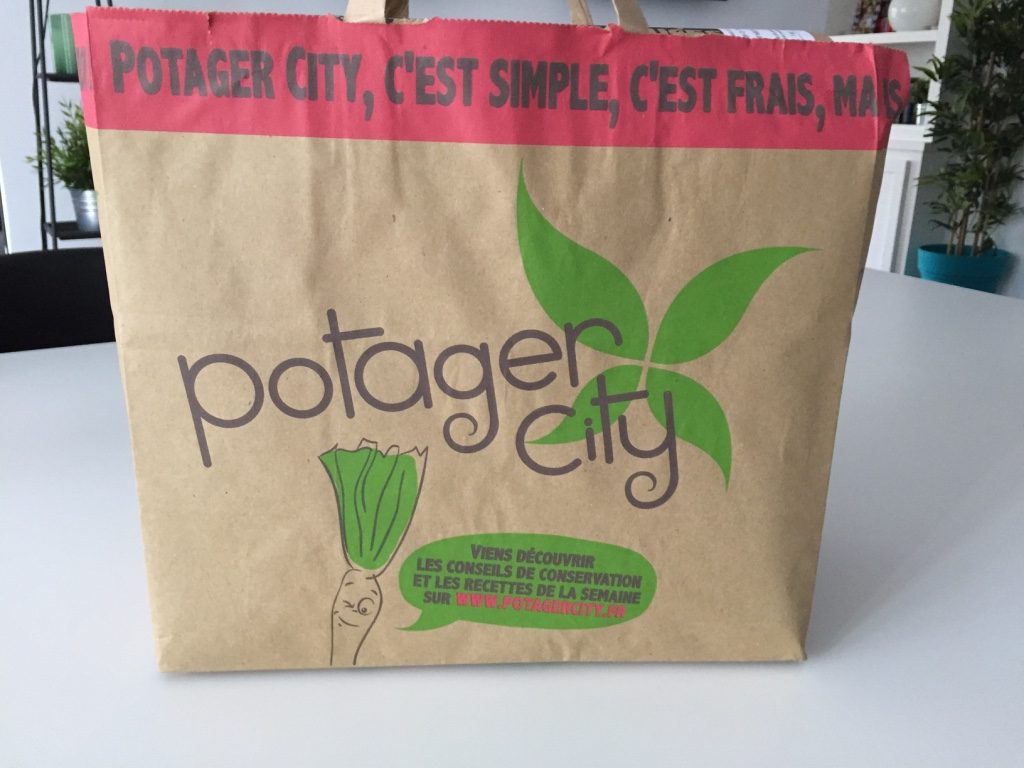 POTAGER CITY, C'EST SIMPLE, C'EST FRAIS, MAIS
potager
city
VIENS DÉCOUVRIR
LES CONSEILS DE CONSERVATION
ET LES RECETTES DE LA SEMAINE
SUR WWW.POTAGERCITY.FR